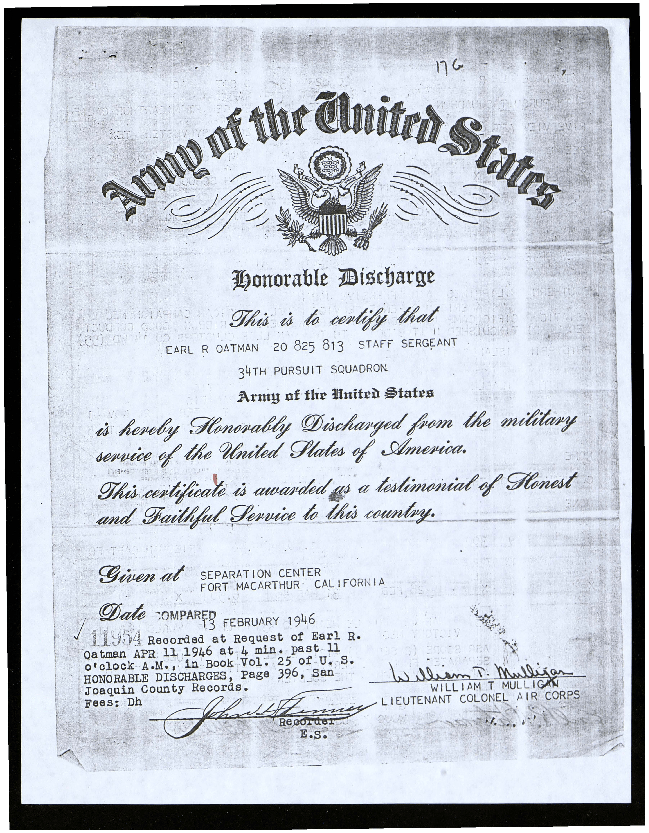 17G
Army of the United States
Honorable Discharge
This is to certify that
EARL R OATMAN 20 825 813 STAFF SERGEANT
34TH PURSUIT SQUADRON
Army of the United States
is hereby Honorably Discharged from the military
service of the United States of America.
This certificate is awarded as a testimonial of Honest
and Faithful Service to this country.
Given at SEPARATION CENTER
FORT MACARTHUR CALIFORNIA
Date COMPARED
13 FEBRUARY 1946
11954 Recorded at Request of Earl R.
Oatman APR 11 1946 at 4 min. past 11
o'clock A.M., in Book Vol. 25 of U. S.
HONORABLE DISCHARGES, Page 396, San
Joaquin County Records.
Fees: Dh
Recorder
E.S.
William T. Mulligan
WILLIAM T MULLIGAN
LIEUTENANT COLONEL AIR CORPS